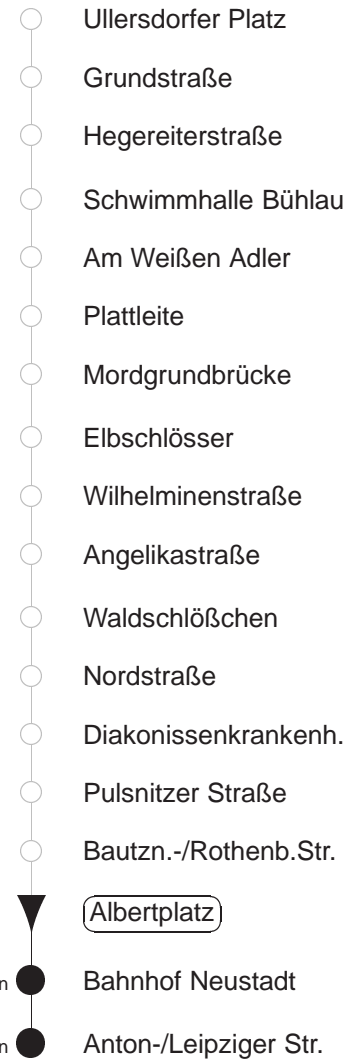 Ullersdorfer Platz
Grundstraße
Hegereiterstraße
Schwimmhalle Bühlau
Am Weißen Adler
Plattleite
Mordgrundbrücke
Elbschlösser
Wilhelminenstraße
Angelikastraße
Waldschlößchen
Nordstraße
Diakonissenkrankenh.
Pulsnitzer Straße
Bautzn.-/Rothenb.Str.
Albertplatz
n Bahnhof Neustadt
n Anton-/Leipziger Str.